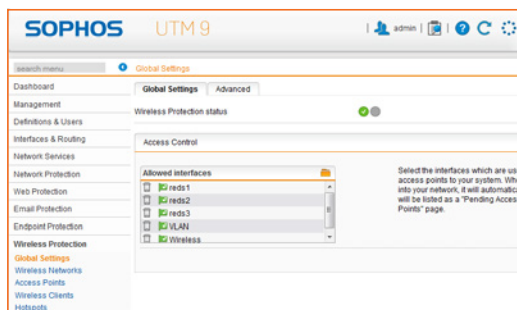 SOPHOS UTM 9 | admin | |
search menu Global Settings
Dashboard
Management
Definitions & Users
Interfaces & Routing
Network Services
Network Protection
Web Protection
Email Protection
Endpoint Protection
Wireless Protection
Global Settings
Wireless Networks
Access Points
Wireless Clients
Hotspots
Global Settings Advanced
Wireless Protection status
Access Control
Allowed interfaces
reds1
reds2
reds3
VLAN
Wireless
Select the interfaces which are us
access points to your system. Wh
into your network, it will automatica
will be listed as a "Pending Acces
Points" page.